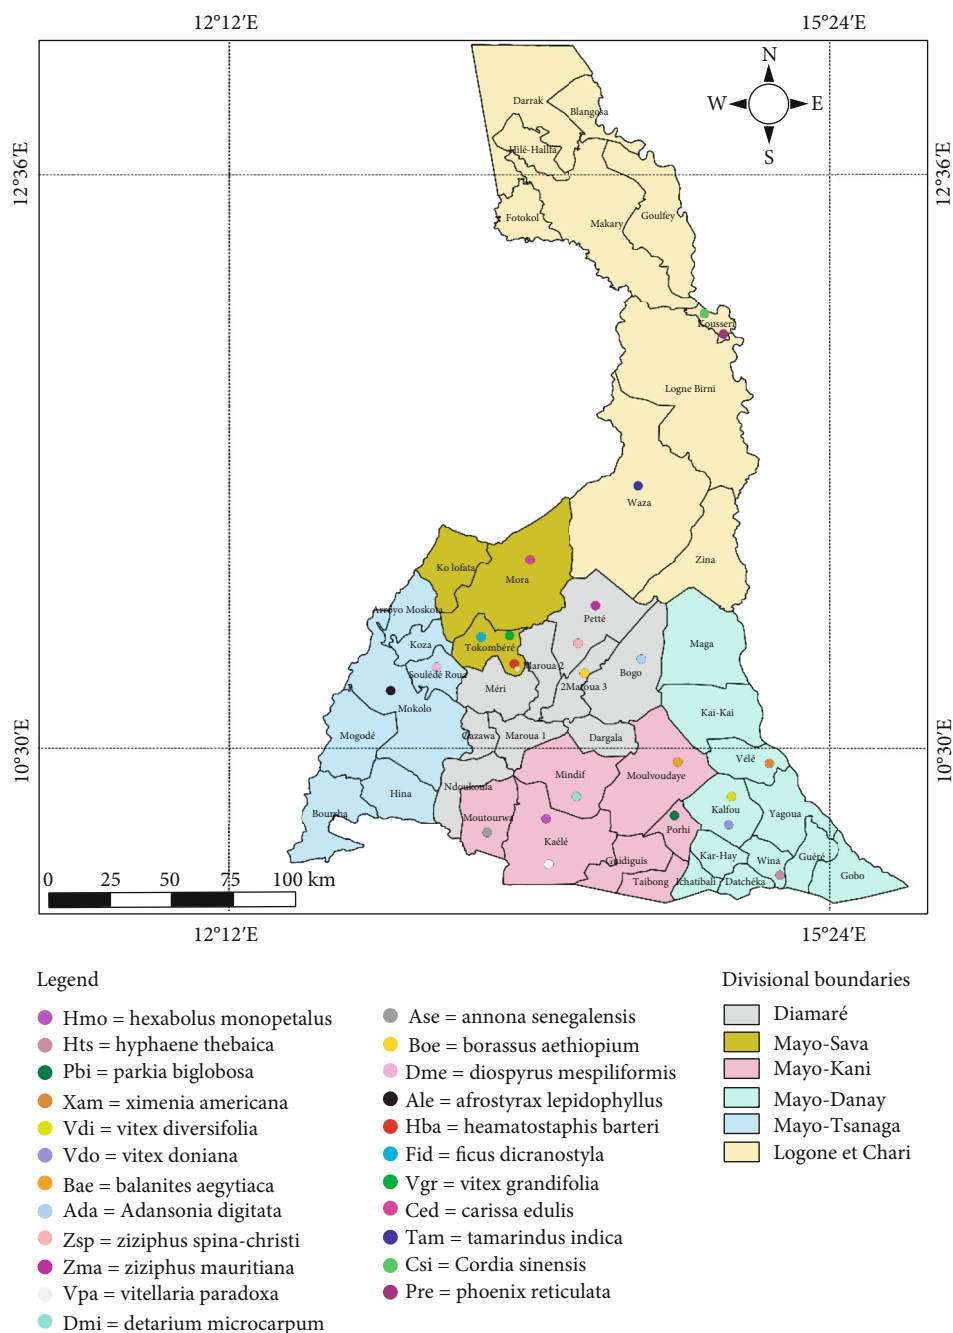 12°12′E 15°24′E
N
W E
S
12°36′E 12°36′E
Darrak
Blangosa
Hilé-Hallfa
Fotokol
Makary
Goulfey
Kousseri
Logne Birni
Waza
Zina
Ko lofata
Mora
Arroyo Moskota
Petté
Koza
Tokombéré
Maroua 2
Maga
Soulédé Roua
Méri
2Maroua 3
Bogo
Mokolo
Kai-Kai
Mogodé
Gazawa
Maroua 1
Dargala
10°30′E 10°30′E
Vélé
Mindif
Moulvoudaye
Ndoukoula
Hina
Bourrha
Moutourwa
Kalfou
Yagoua
Kaélé
Porhi
Guidiguis
Kar-Hay
Wina
Guéré
Taibong
Ichatibali
Datchéka
Gobo
0 25 50 75 100 km
12°12′E 15°24′E
Legend
Hmo = hexabolus monopetalus
Hts = hyphaene thebaica
Pbi = parkia biglobosa
Xam = ximenia americana
Vdi = vitex diversifolia
Vdo = vitex doniana
Bae = balanites aegytiaca
Ada = Adansonia digitata
Zsp = ziziphus spina-christi
Zma = ziziphus mauritiana
Vpa = vitellaria paradoxa
Dmi = detarium microcarpum
Ase = annona senegalensis
Boe = borassus aethiopium
Dme = diospyrus mespiliformis
Ale = afrostyrax lepidophyllus
Hba = heamatostaphis barteri
Fid = ficus dicranostyla
Vgr = vitex grandifolia
Ced = carissa edulis
Tam = tamarindus indica
Csi = Cordia sinensis
Pre = phoenix reticulata
Divisional boundaries
Diamaré
Mayo-Sava
Mayo-Kani
Mayo-Danay
Mayo-Tsanaga
Logone et Chari